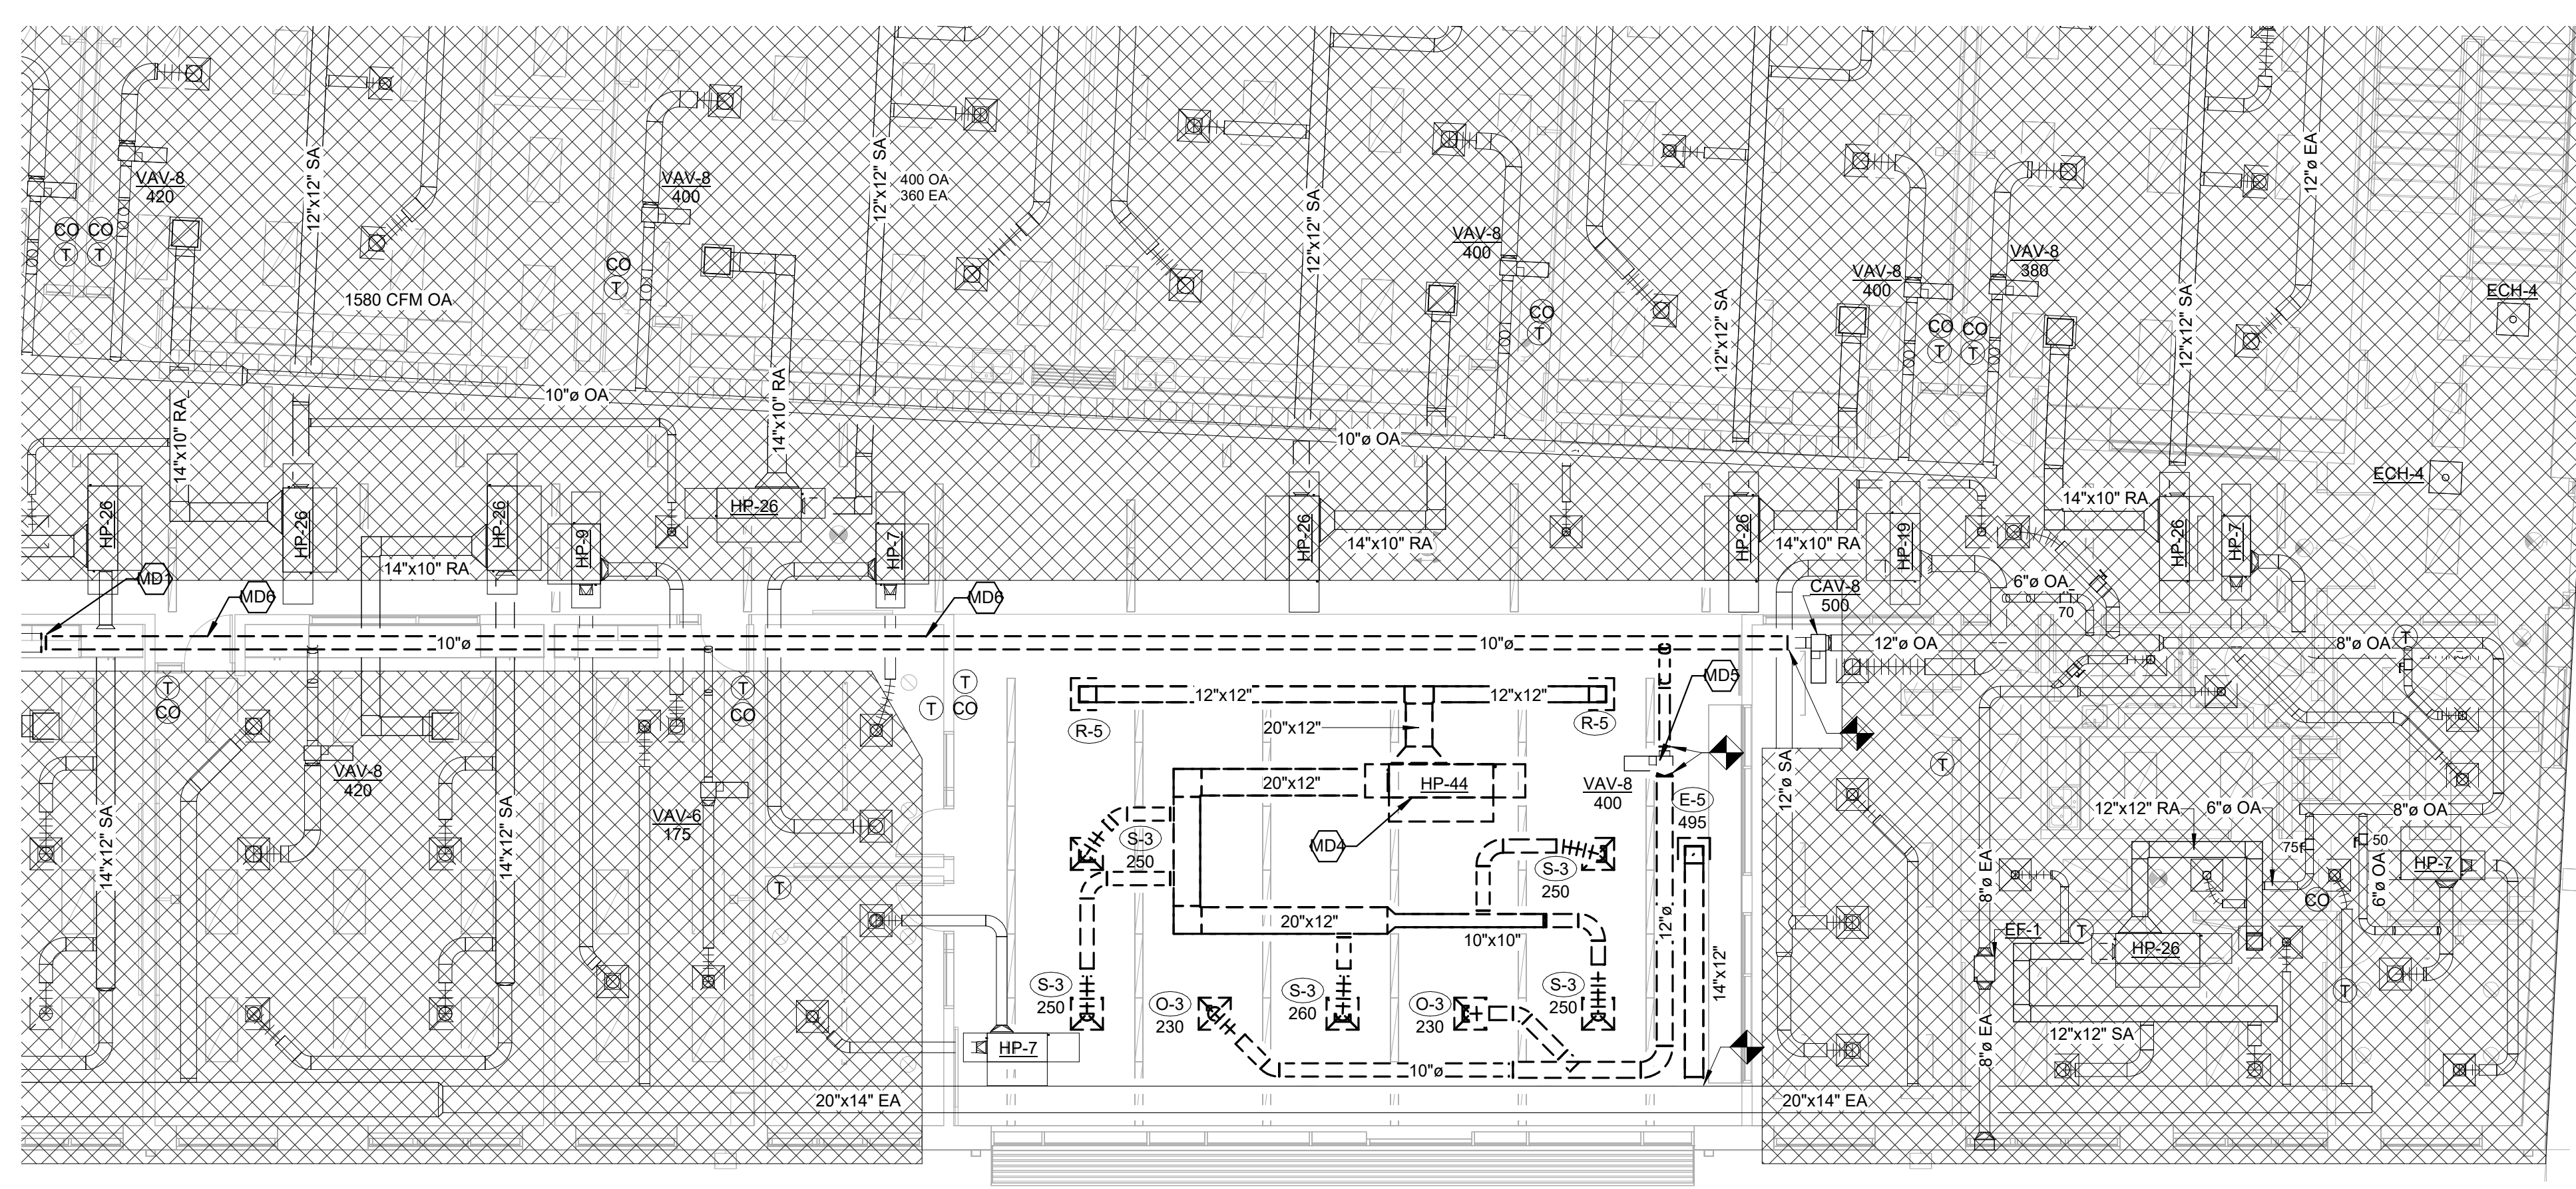 VAV-8
420
12"x12" SA
VAV-8
400
12"x12" SA
400 OA
360 EA
12"x12" SA
VAV-8
400
12"x12" SA
VAV-8
400
VAV-8
380
12"x12" SA
12"ø EA
ECH-4
CO
T
CO
T
CO
T
CO
T
CO
T
CO
T
1580 CFM OA
10"ø OA
10"ø OA
14"x10" RA
14"x10" RA
ECH-4
HP-26
HP-26
14"x10" RA
HP-26
HP-9
HP-26
HP-7
HP-26
14"x10" RA
HP-26
14"x10" RA
HP-19
14"x10" RA
HP-26
HP-7
MD1
MD6
MD6
CAV-8
500
6"ø OA
70
10"ø
10"ø
12"ø OA
8"ø OA
T
T
CO
T
CO
T
T
CO
12"x12"
12"x12"
MD5
R-5
R-5
20"x12"
20"x12"
HP-44
VAV-8
400
E-5
495
12"ø SA
T
VAV-8
420
VAV-6
175
14"x12" SA
14"x12" SA
T
S-3
250
MD4
S-3
250
12"x12" RA
6"ø OA
8"ø OA
75
50
HP-7
8"ø EA
6"ø OA
CO
20"x12"
10"x10"
12"ø
14"x12"
EF-1
T
HP-26
T
S-3
250
O-3
230
S-3
260
O-3
230
S-3
250
HP-7
10"ø
8"ø EA
12"x12" SA
20"x14" EA
20"x14" EA